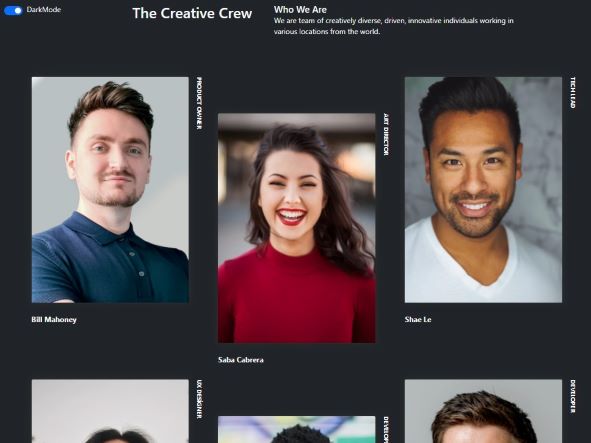 DarkMode
The Creative Crew
Who We Are
We are team of creatively diverse, driven, innovative individuals working in
various locations from the world.
PRODUCT OWNER
Bill Mahoney
ART DIRECTOR
Saba Cabrera
TECH LEAD
Shae Le
UX DESIGNER
DEVELOP
DEVELOPER